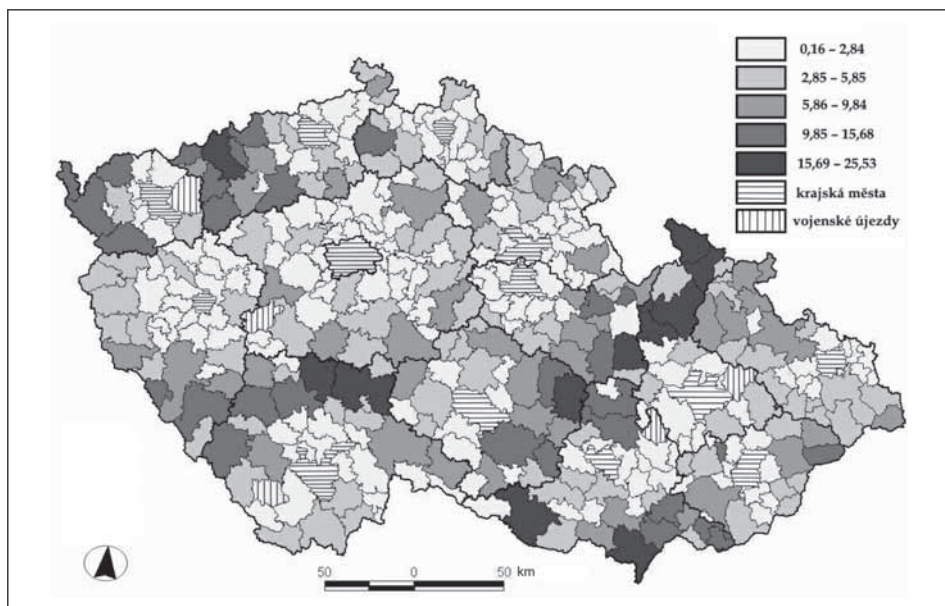 0,16 – 2,84
2,85 – 5,85
5,86 – 9,84
9,85 – 15,68
15,69 – 25,53
krajská města
vojenské újezdy
50 0 50 km